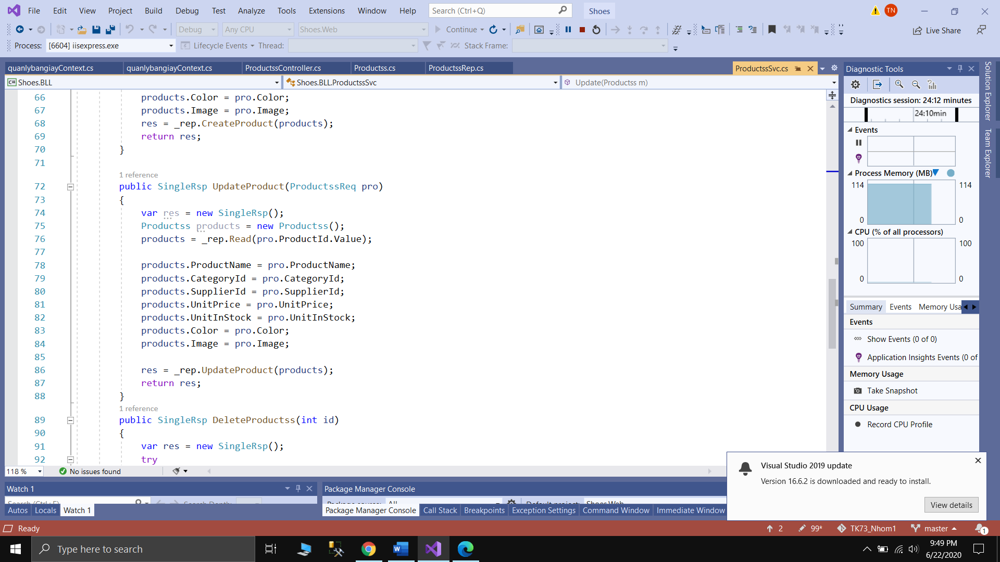 File Edit View Project Build Debug Test Analyze Tools Extensions Window Help Search (Ctrl+Q) Shoes TN
Debug Any CPU Shoes.Web Continue Live Share
Process: [6604] iisexpress.exe Lifecycle Events Thread: Stack Frame:
quanlybangiayContext.cs quanlybangiayContext.cs ProductssController.cs Productss.cs ProductssRep.cs ProductssSvc.cs
Shoes.BLL Shoes.BLL.ProductssSvc Update(Productss m)
66 products.Color = pro.Color;
67 products.Image = pro.Image;
68 res = _rep.CreateProduct(products);
69 return res;
70 }
71
1 reference
72 public SingleRsp UpdateProduct(ProductssReq pro)
73 {
74 var res = new SingleRsp();
75 Productss products = new Productss();
76 products = _rep.Read(pro.ProductId.Value);
77
78 products.ProductName = pro.ProductName;
79 products.CategoryId = pro.CategoryId;
80 products.SupplierId = pro.SupplierId;
81 products.UnitPrice = pro.UnitPrice;
82 products.UnitInStock = pro.UnitInStock;
83 products.Color = pro.Color;
84 products.Image = pro.Image;
85
86 res = _rep.UpdateProduct(products);
87 return res;
88 }
1 reference
89 public SingleRsp DeleteProductss(int id)
90 {
91 var res = new SingleRsp();
92 try
118 % No issues found
Diagnostic Tools
Diagnostics session: 24:12 minutes
24:10min
Events
Process Memory (MB)
114 114
0 0
CPU (% of all processors)
100 100
0 0
Summary Events Memory Usa
Events
Show Events (0 of 0)
Application Insights Events (0 of
Memory Usage
Take Snapshot
CPU Usage
Record CPU Profile
Solution Explorer
Team Explorer
Visual Studio 2019 update
Version 16.6.2 is downloaded and ready to install.
View details
Watch 1
Search (Ctrl+E) Search Depth:
Autos Locals Watch 1
Package Manager Console
Package source: All Default project: Shoes.Web
Package Manager Console Call Stack Breakpoints Exception Settings Command Window Immediate Window
Ready 2 99* TK73_Nhom1 master 1
Type here to search
9:49 PM
6/22/2020